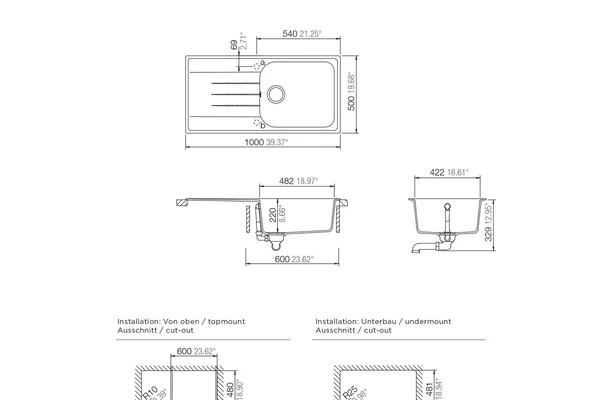 540 21.25"
69 2.71"
a
b
500 19.68"
1000 39.37"
482 18.97"
422 16.61"
220 8.66"
329 12.95"
600 23.62"
Installation: Von oben / topmount
Ausschnitt / cut-out
Installation: Unterbau / undermount
Ausschnitt / cut-out
600 23.62"
R10
480 18.90"
R25
481 18.94"